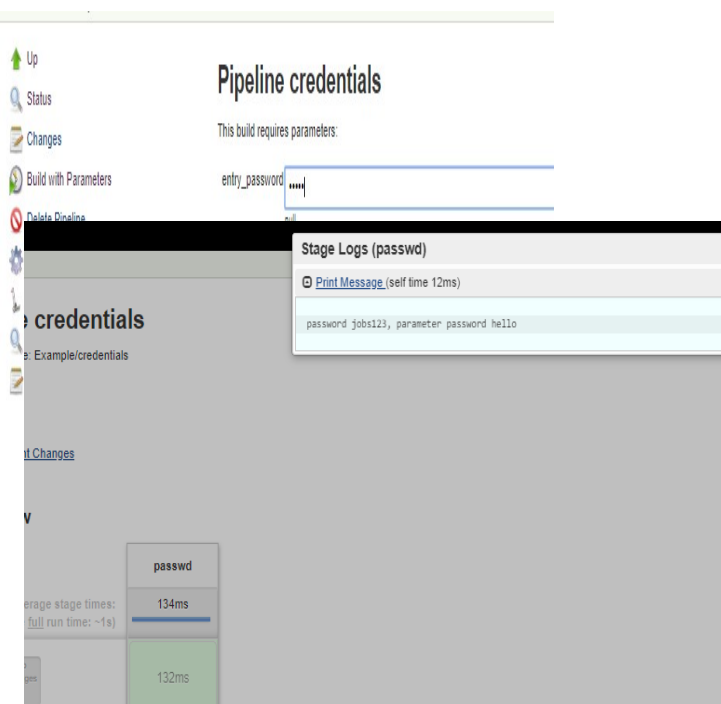 Up
Status
Changes
Build with Parameters
Delete Pipeline
Pipeline credentials
This build requires parameters:
entry_password •••••
Stage Logs (passwd)
Print Message (self time 12ms)
password jobs123, parameter password hello
credentials
Example/credentials
Changes
passwd
erage stage times:
134ms
full run time: ~1s)
132ms